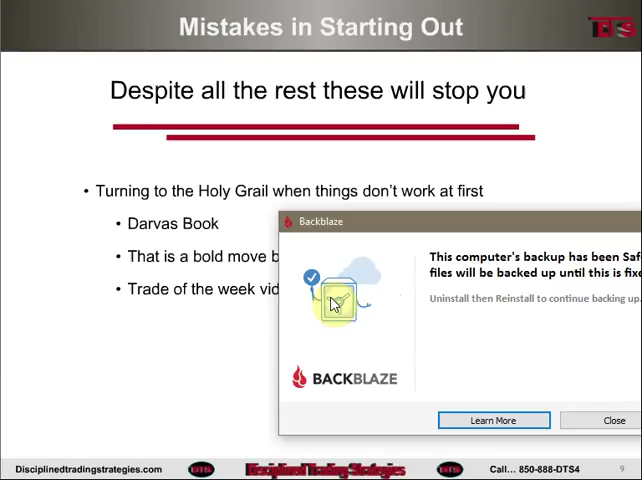 Mistakes in Starting Out
DTS
Despite all the rest these will stop you
• Turning to the Holy Grail when things don't work at first
• Darvas Book
• That is a bold move b
• Trade of the week vid
Backblaze
This computer's backup has been Saf
files will be backed up until this is fixe
Uninstall then Reinstall to continue backing up.
BACKBLAZE
Learn More
Close
Disciplinedtradingstrategies.com
DTS
Disciplined Trading Strategies
DTS
Call... 850-888-DTS4
9